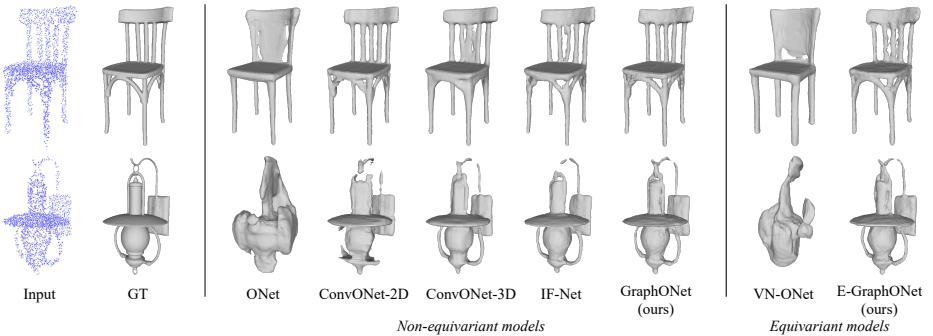 Input
GT
ONet
ConvONet-2D
ConvONet-3D
IF-Net
GraphONet
(ours)
VN-ONet
E-GraphONet
(ours)
Non-equivariant models
Equivariant models